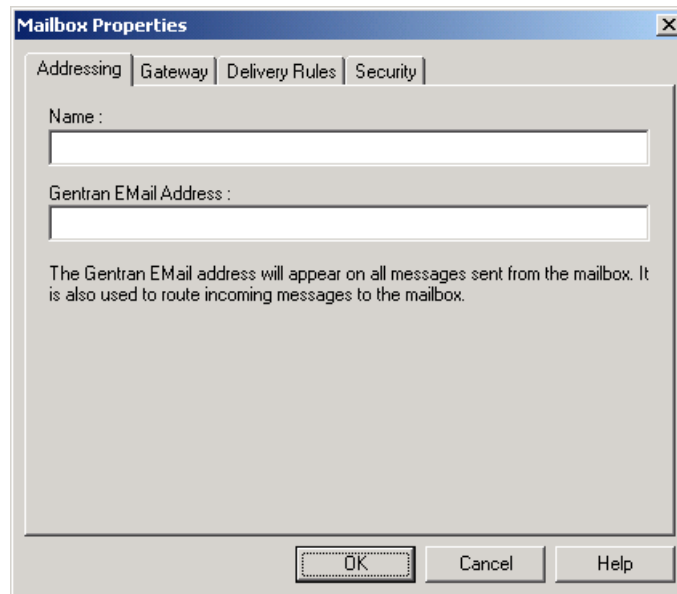 Mailbox Properties
Addressing Gateway Delivery Rules Security
Name :
Gentran EMail Address :
The Gentran EMail address will appear on all messages sent from the mailbox. It
is also used to route incoming messages to the mailbox.
OK Cancel Help